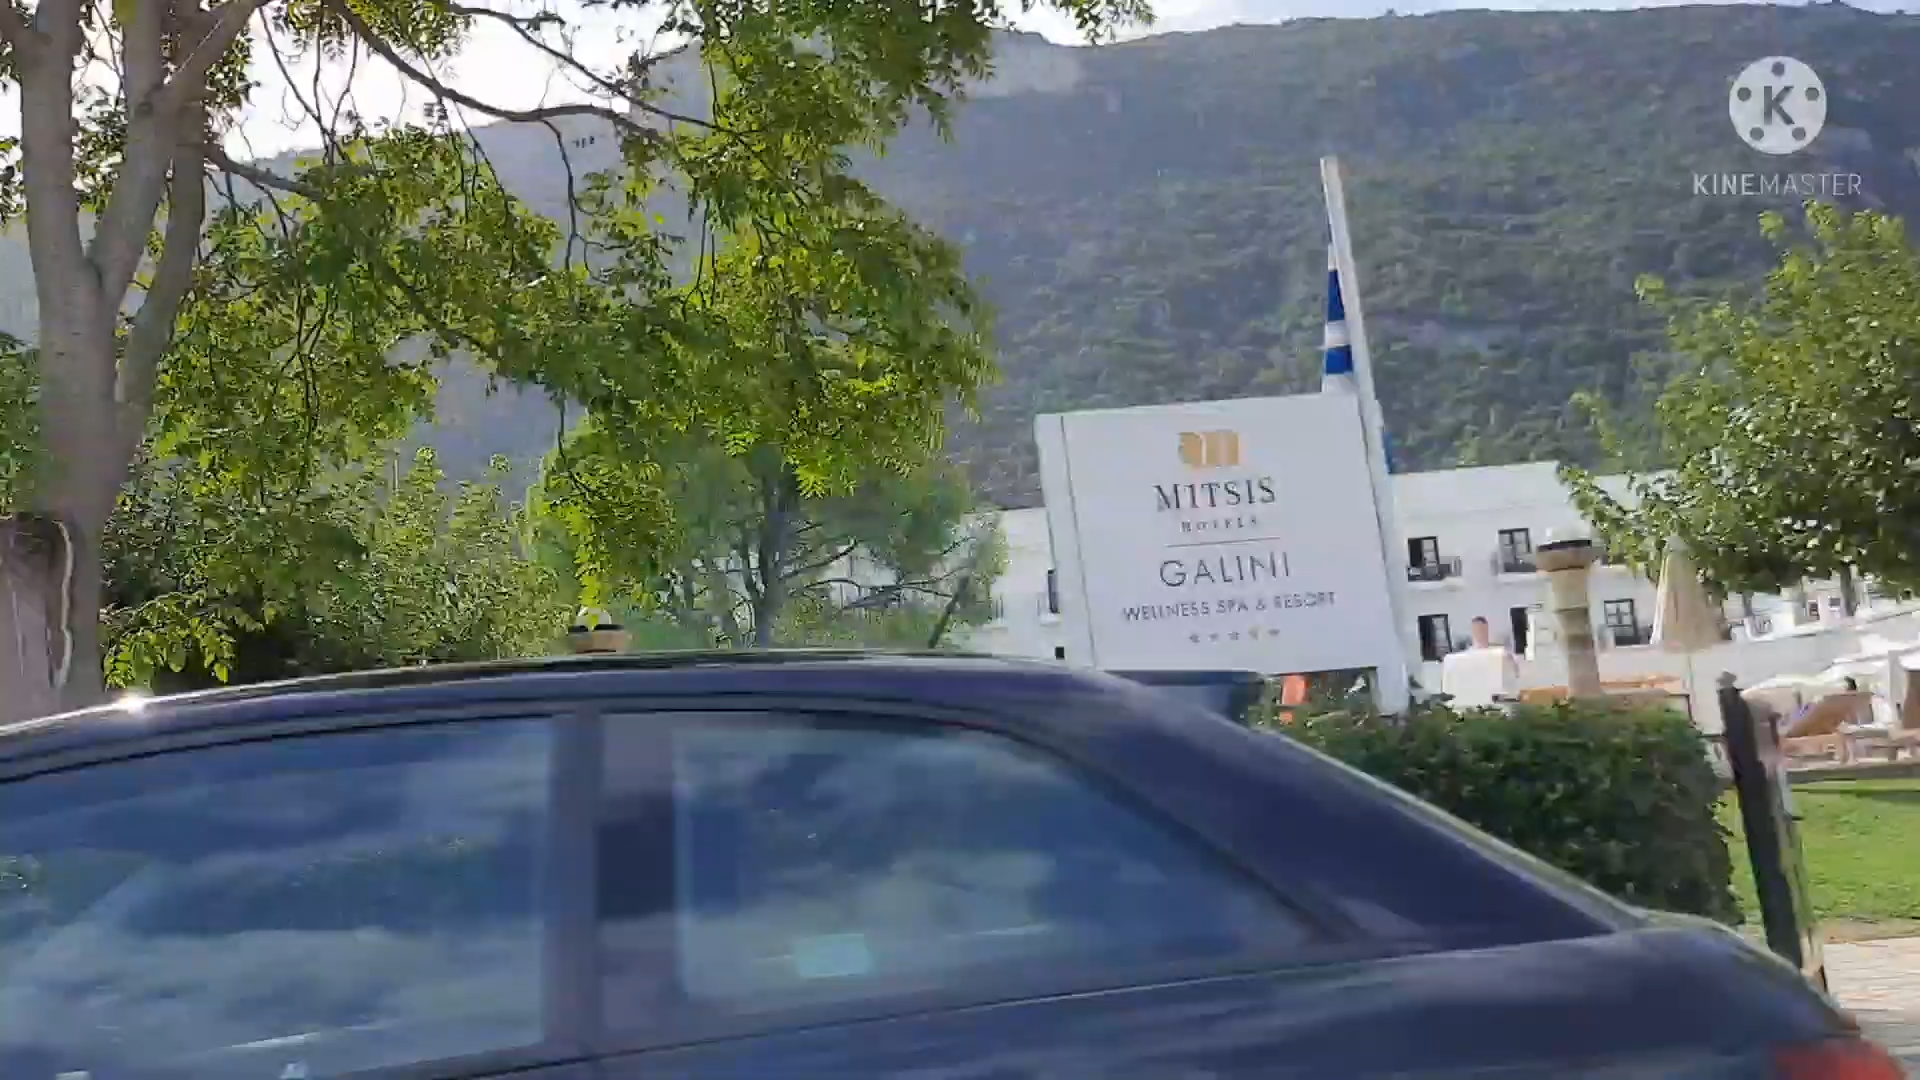 KINEMASTER
MITSIS
HOTELS
GALINI
WELLNESS SPA & RESORT